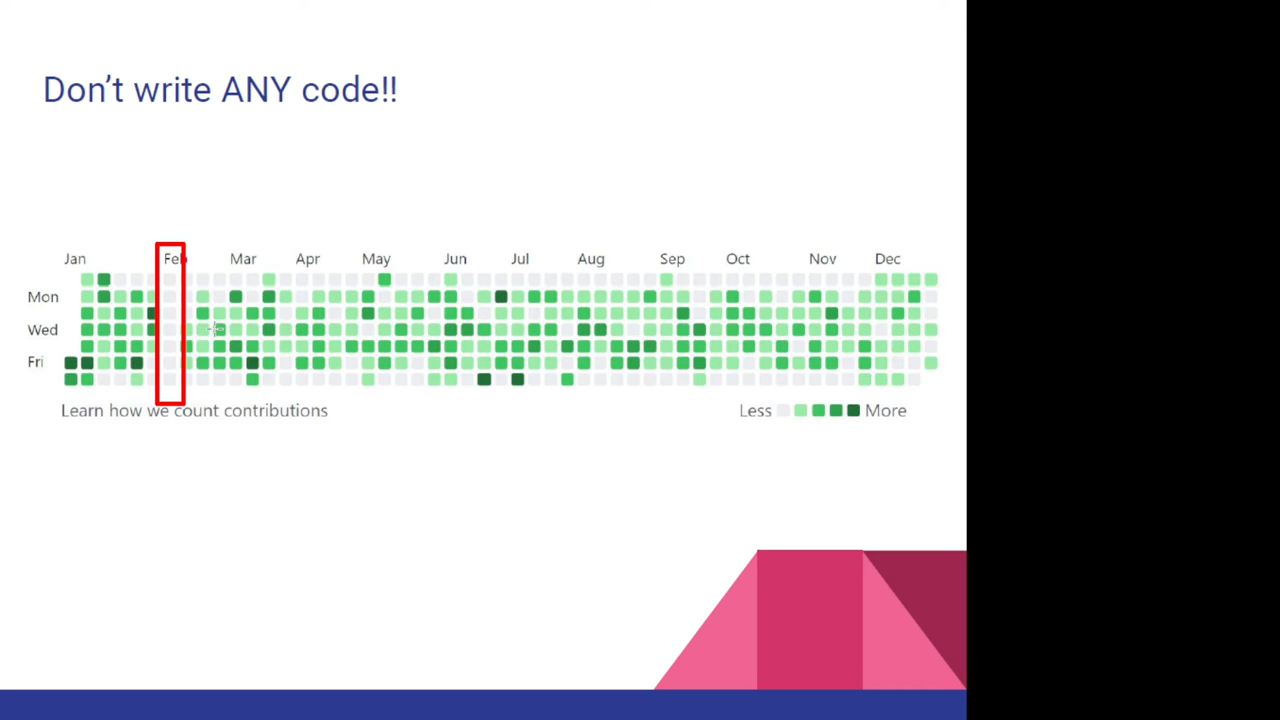 Don’t write ANY code!!
Jan Feb Mar Apr May Jun Jul Aug Sep Oct Nov Dec
Mon
Wed
Fri
Learn how we count contributions
Less More